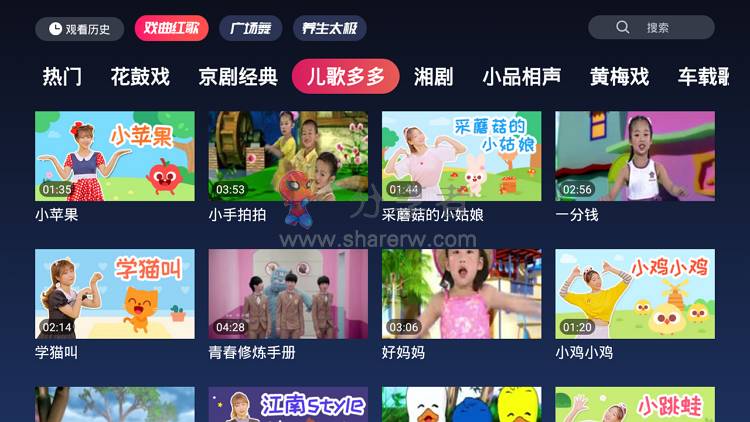 观看历史
戏曲红歌
广场舞
养生太极
搜索
热门
花鼓戏
京剧经典
儿歌多多
湘剧
小品相声
黄梅戏
车载歌
小苹果
采蘑菇的
小姑娘
01:35
03:53
01:44
02:56
小苹果
小手拍拍
采蘑菇的小姑娘
一分钱
分享者
www.sharerw.com
学猫叫
小鸡小鸡
02:14
04:28
03:06
01:20
学猫叫
青春修炼手册
好妈妈
小鸡小鸡
江南Style
小跳蛙